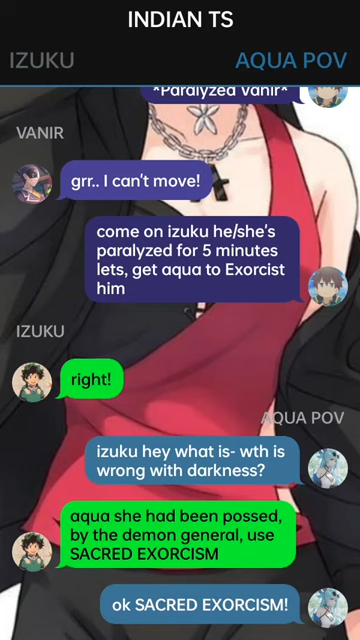 INDIAN TS
IZUKU
AQUA POV
*Paralyzed Vanir*
VANIR
grr.. I can't move!
come on izuku he/she's
paralyzed for 5 minutes
lets, get aqua to Exorcist
him
IZUKU
right!
AQUA POV
izuku hey what is- wth is
wrong with darkness?
aqua she had been possed,
by the demon general, use
SACRED EXORCISM
ok SACRED EXORCISM!